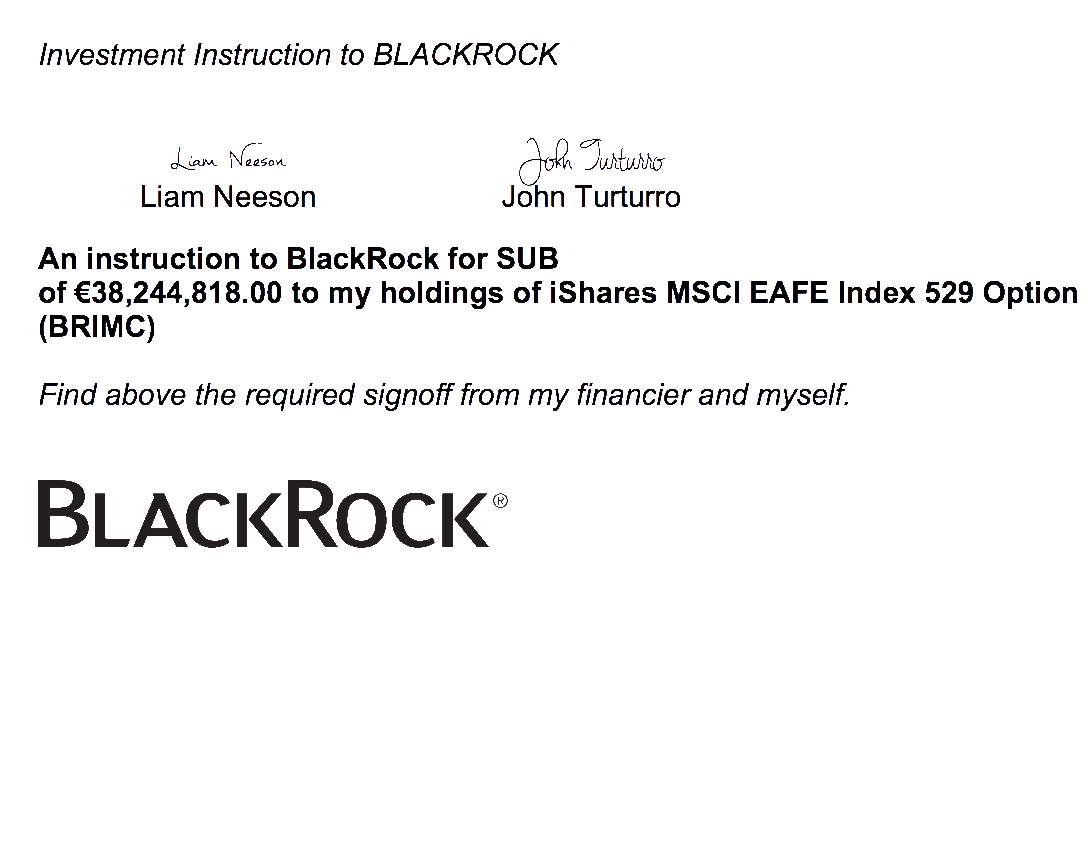 Investment Instruction to BLACKROCK
Liam Neeson John Turturro
Liam Neeson John Turturro
An instruction to BlackRock for SUB
of €38,244,818.00 to my holdings of iShares MSCI EAFE Index 529 Option
(BRIMC)
Find above the required signoff from my financier and myself.
BLACKROCK®